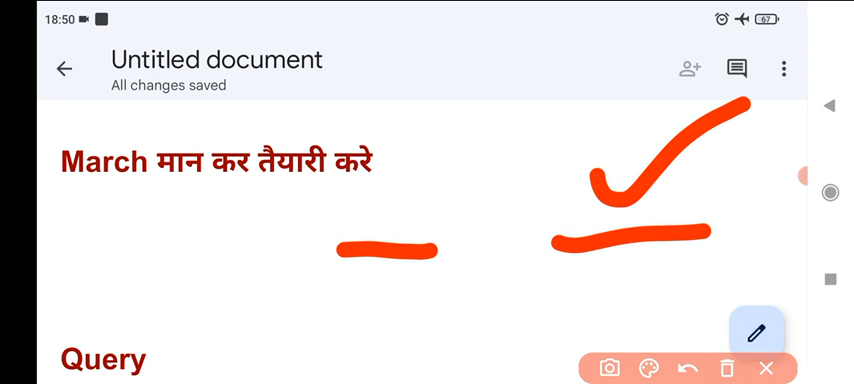 18:50
67
Untitled document
All changes saved
March मान कर तैयारी करे
Query